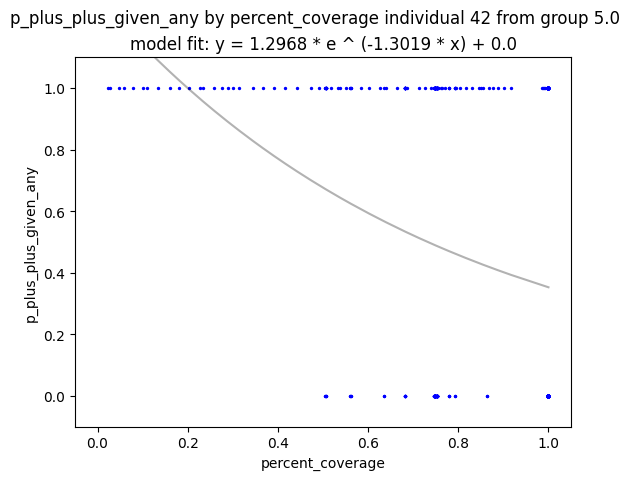 p_plus_plus_given_any by percent_coverage individual 42 from group 5.0
model fit: y = 1.2968 * e ^ (-1.3019 * x) + 0.0
1.0
0.8
0.6
0.4
0.2
0.0
p_plus_plus_given_any
0.0 0.2 0.4 0.6 0.8 1.0
percent_coverage